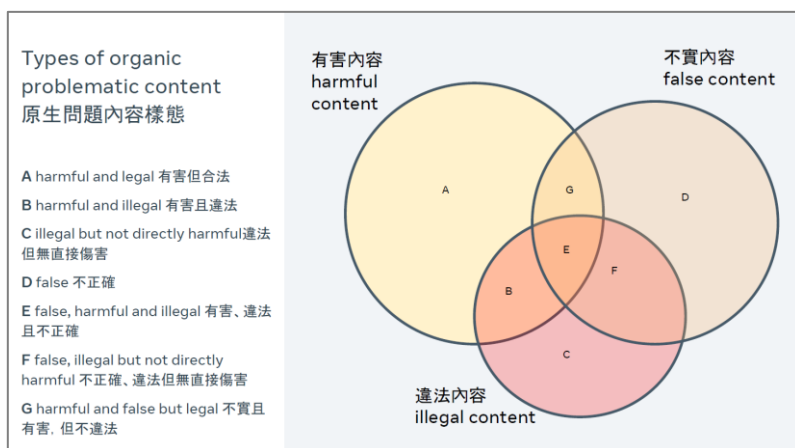 Types of organic
problematic content
原生問題內容樣態
A harmful and legal 有害但合法
B harmful and illegal 有害且違法
C illegal but not directly harmful違法
但無直接傷害
D false 不正確
E false, harmful and illegal 有害、違法
且不正確
F false, illegal but not directly
harmful 不正確、違法但無直接傷害
G harmful and false but legal 不實且
有害，但不違法
有害內容
harmful
content
不實內容
false content
A
G
D
E
F
B
C
違法內容
illegal content